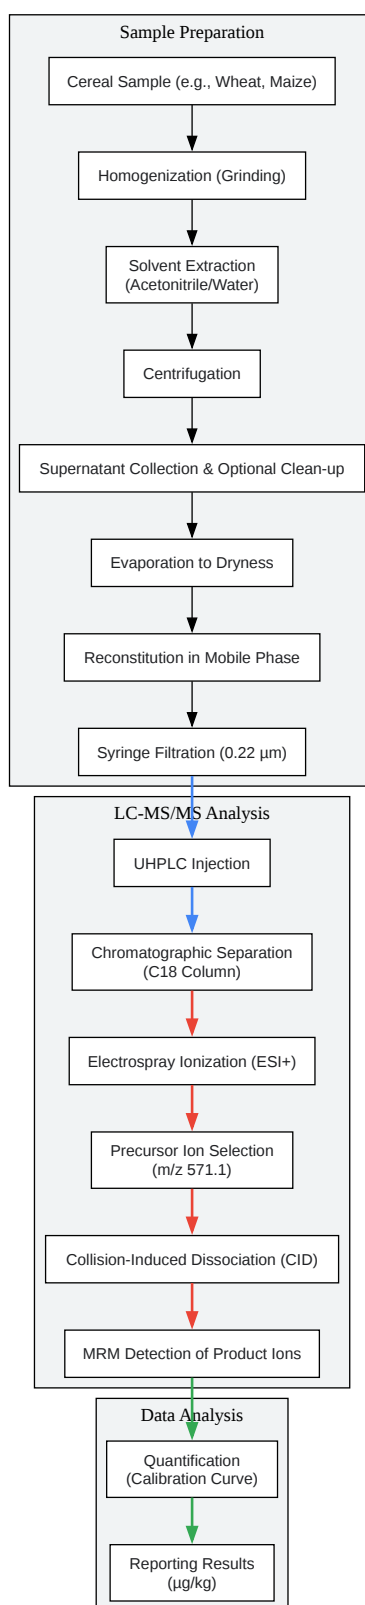 Sample Preparation
Cereal Sample (e.g., Wheat, Maize)
Homogenization (Grinding)
Solvent Extraction
(Acetonitrile/Water)
Centrifugation
Supernatant Collection & Optional Clean-up
Evaporation to Dryness
Reconstitution in Mobile Phase
Syringe Filtration (0.22 µm)
LC-MS/MS Analysis
UHPLC Injection
Chromatographic Separation
(C18 Column)
Electrospray Ionization (ESI+)
Precursor Ion Selection
(m/z 571.1)
Collision-Induced Dissociation (CID)
MRM Detection of Product Ions
Data Analysis
Quantification
(Calibration Curve)
Reporting Results
(µg/kg)